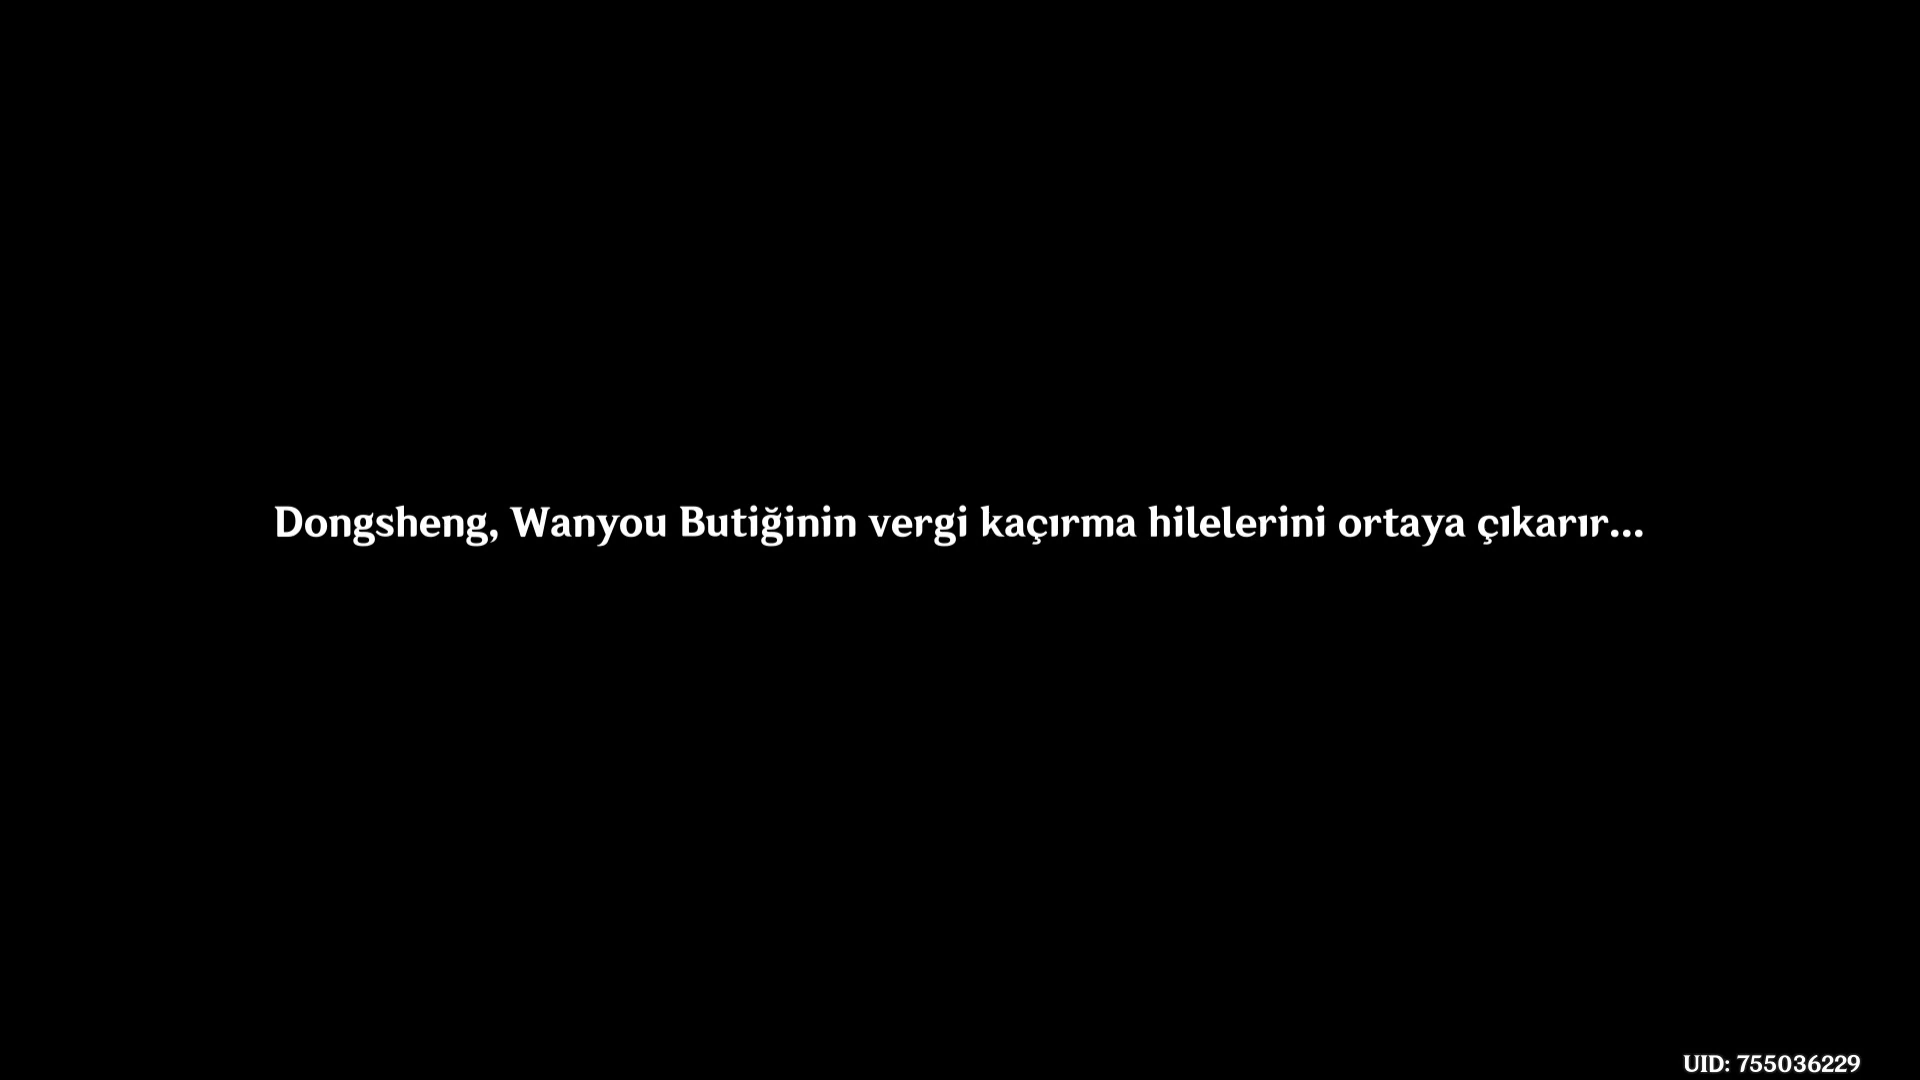 Dongsheng, Wanyou Butiğinin vergi kaçırma hilelerini ortaya çıkarır...
UID: 755036229